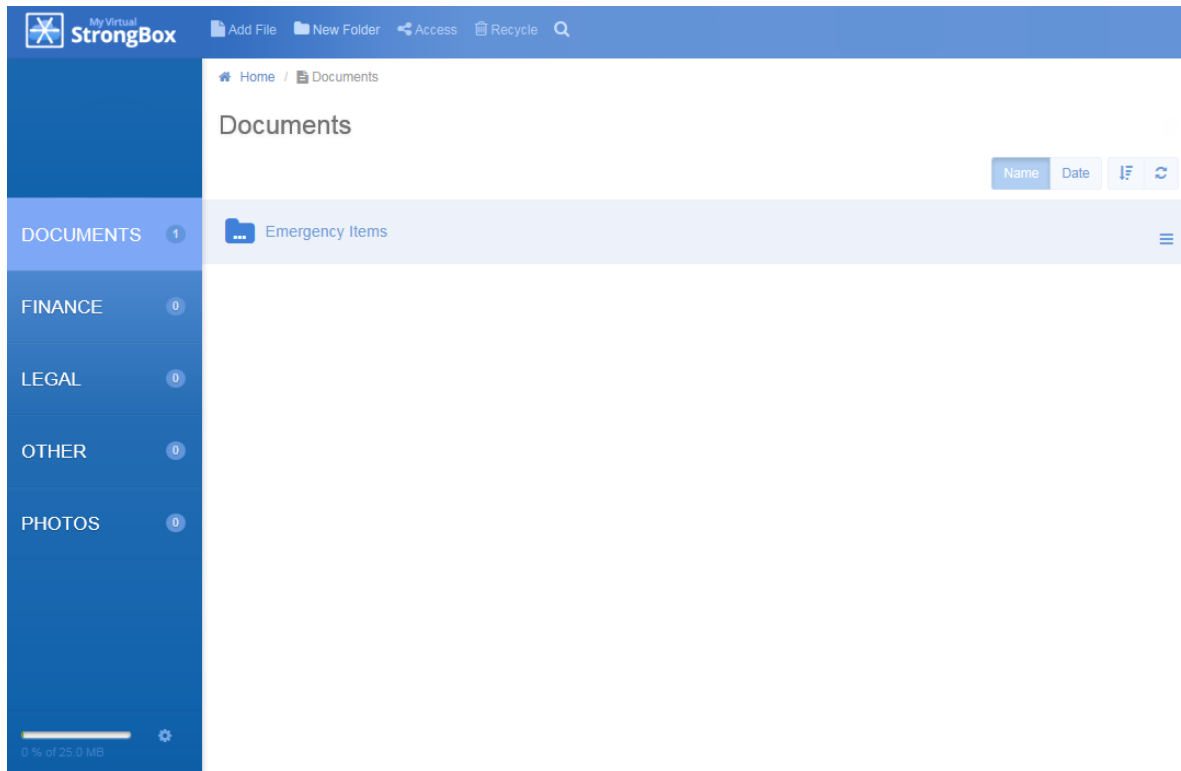 My Virtual
StrongBox
Add File New Folder Access Recycle
Home / Documents
Documents
Name Date
DOCUMENTS 1
Emergency Items
FINANCE 0
LEGAL 0
OTHER 0
PHOTOS 0
0 % of 25.0 MB